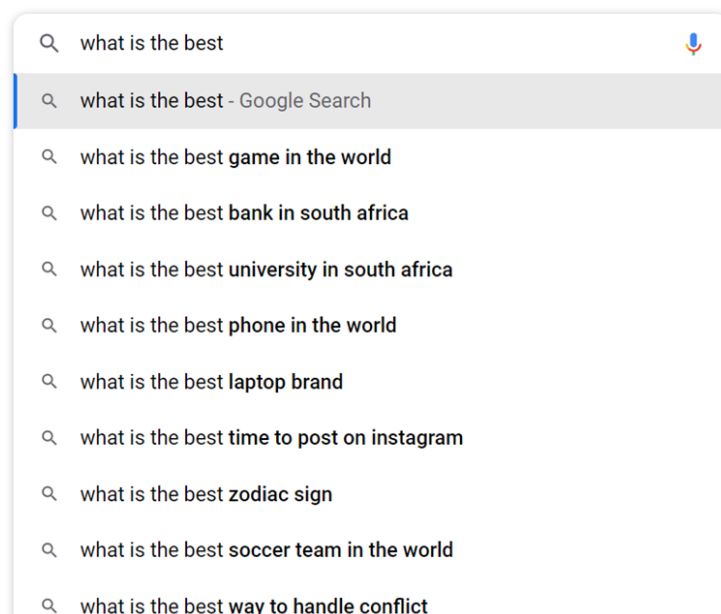 what is the best
what is the best - Google Search
what is the best game in the world
what is the best bank in south africa
what is the best university in south africa
what is the best phone in the world
what is the best laptop brand
what is the best time to post on instagram
what is the best zodiac sign
what is the best soccer team in the world
what is the best way to handle conflict